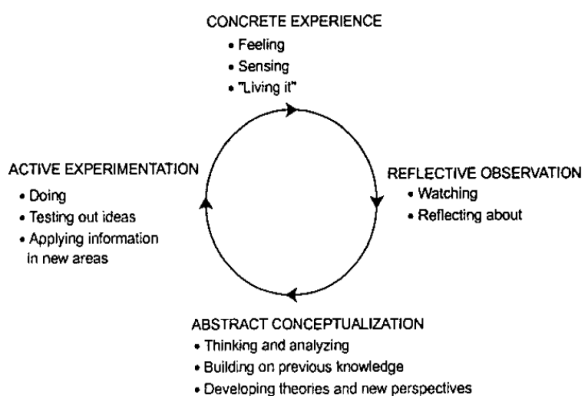 CONCRETE EXPERIENCE
• Feeling
• Sensing
• "Living it"
ACTIVE EXPERIMENTATION
• Doing
• Testing out ideas
• Applying information
in new areas
REFLECTIVE OBSERVATION
• Watching
• Reflecting about
ABSTRACT CONCEPTUALIZATION
• Thinking and analyzing
• Building on previous knowledge
• Developing theories and new perspectives